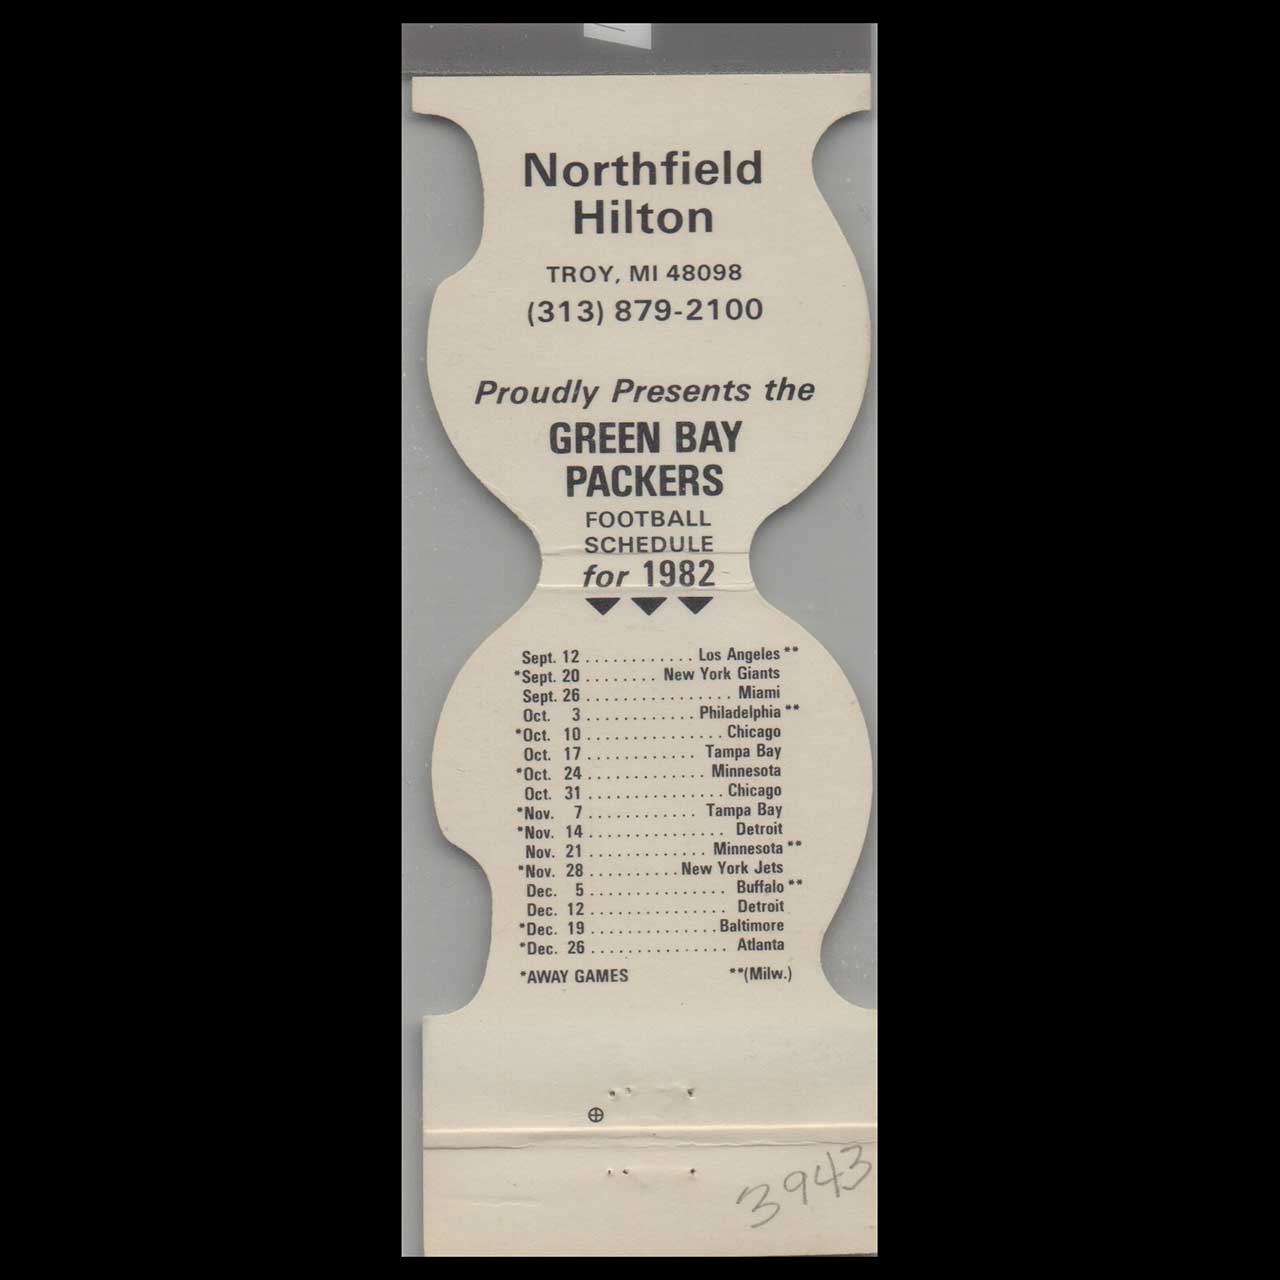 Northfield
Hilton
TROY, MI 48098
(313) 879-2100
Proudly Presents the
GREEN BAY
PACKERS
FOOTBALL
SCHEDULE
for 1982
Sept. 12 ............ Los Angeles**
*Sept. 20 ........ New York Giants
Sept. 26 ................ Miami
Oct. 3 ............ Philadelphia**
*Oct. 10 ............... Chicago
Oct. 17 ............ Tampa Bay
*Oct. 24 ............. Minnesota
Oct. 31 ............... Chicago
*Nov. 7 ............ Tampa Bay
*Nov. 14 ............... Detroit
Nov. 21 ............. Minnesota**
*Nov. 28 .......... New York Jets
Dec. 5 ............... Buffalo**
Dec. 12 ............... Detroit
*Dec. 19 .............. Baltimore
*Dec. 26 ............... Atlanta
*AWAY GAMES **(Milw.)
3943